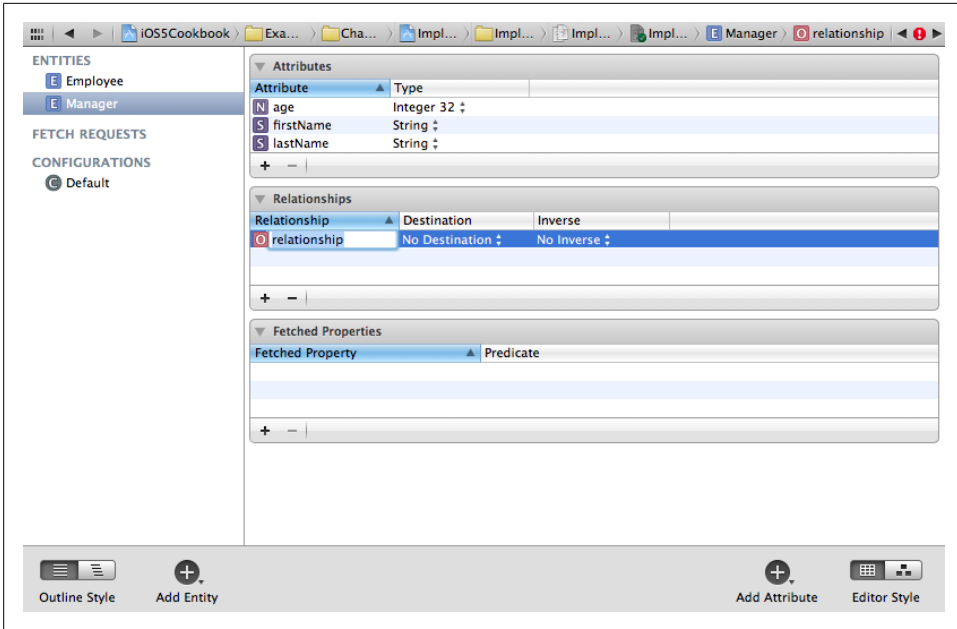 iOS5Cookbook Exa... Cha... Impl... Impl... Impl... Impl... E Manager O relationship
ENTITIES
E Employee
E Manager
FETCH REQUESTS
CONFIGURATIONS
C Default
Attributes
Attribute Type
N age Integer 32
S firstName String
S lastName String
+ −
Relationships
Relationship Destination Inverse
O relationship No Destination No Inverse
+ −
Fetched Properties
Fetched Property Predicate
+ −
Outline Style Add Entity Add Attribute Editor Style